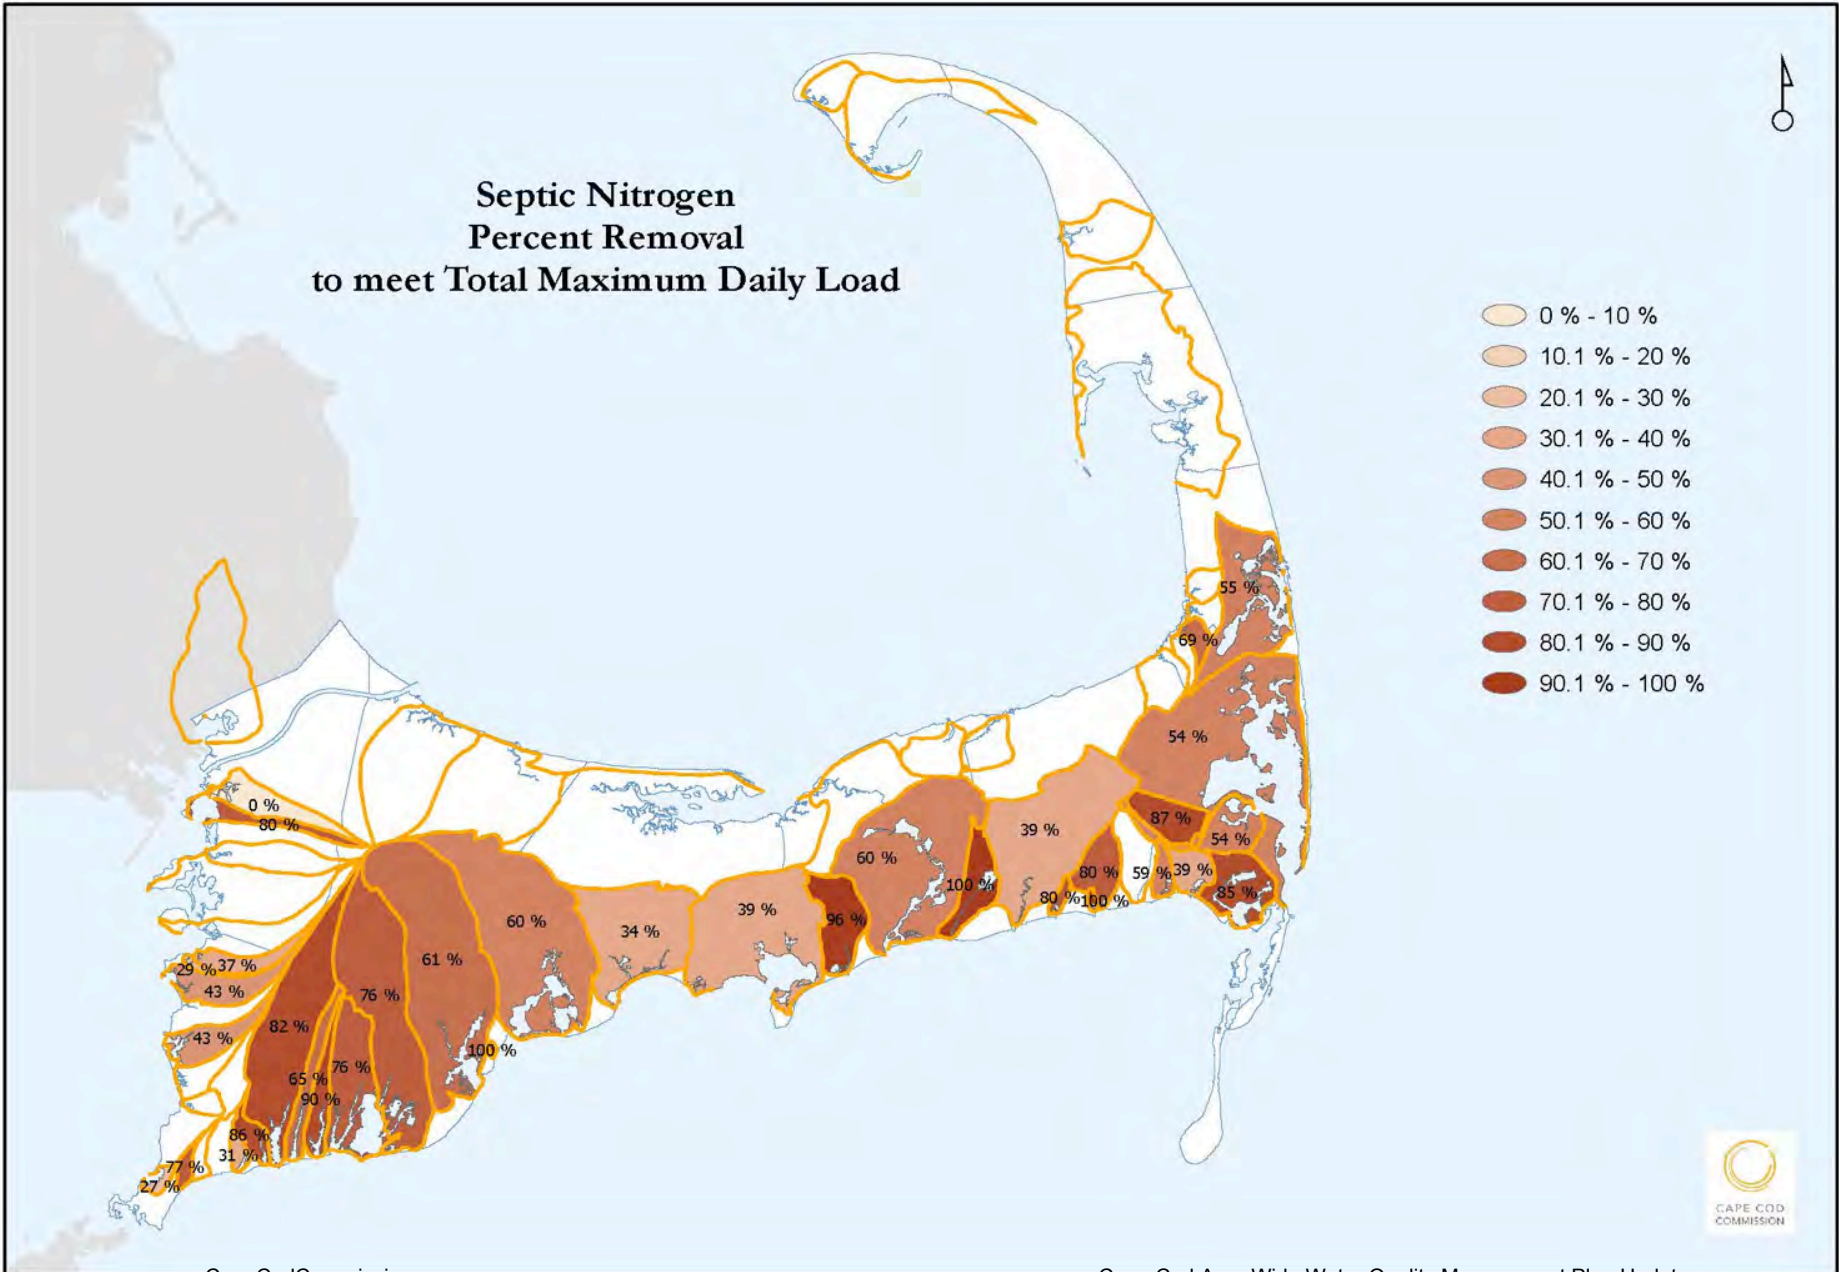 Septic Nitrogen
Percent Removal
to meet Total Maximum Daily Load
0 % - 10 %
10.1 % - 20 %
20.1 % - 30 %
30.1 % - 40 %
40.1 % - 50 %
50.1 % - 60 %
60.1 % - 70 %
70.1 % - 80 %
80.1 % - 90 %
90.1 % - 100 %
55 %
69 %
54 %
0 %
80 %
87 %
39 %
54 %
60 %
80 %
59 %
39 %
100 %
85 %
80 %
100 %
39 %
96 %
60 %
34 %
61 %
37 %
29 %
43 %
76 %
82 %
43 %
100 %
76 %
65 %
90 %
86 %
31 %
77 %
27 %
CAPE COD
COMMISSION